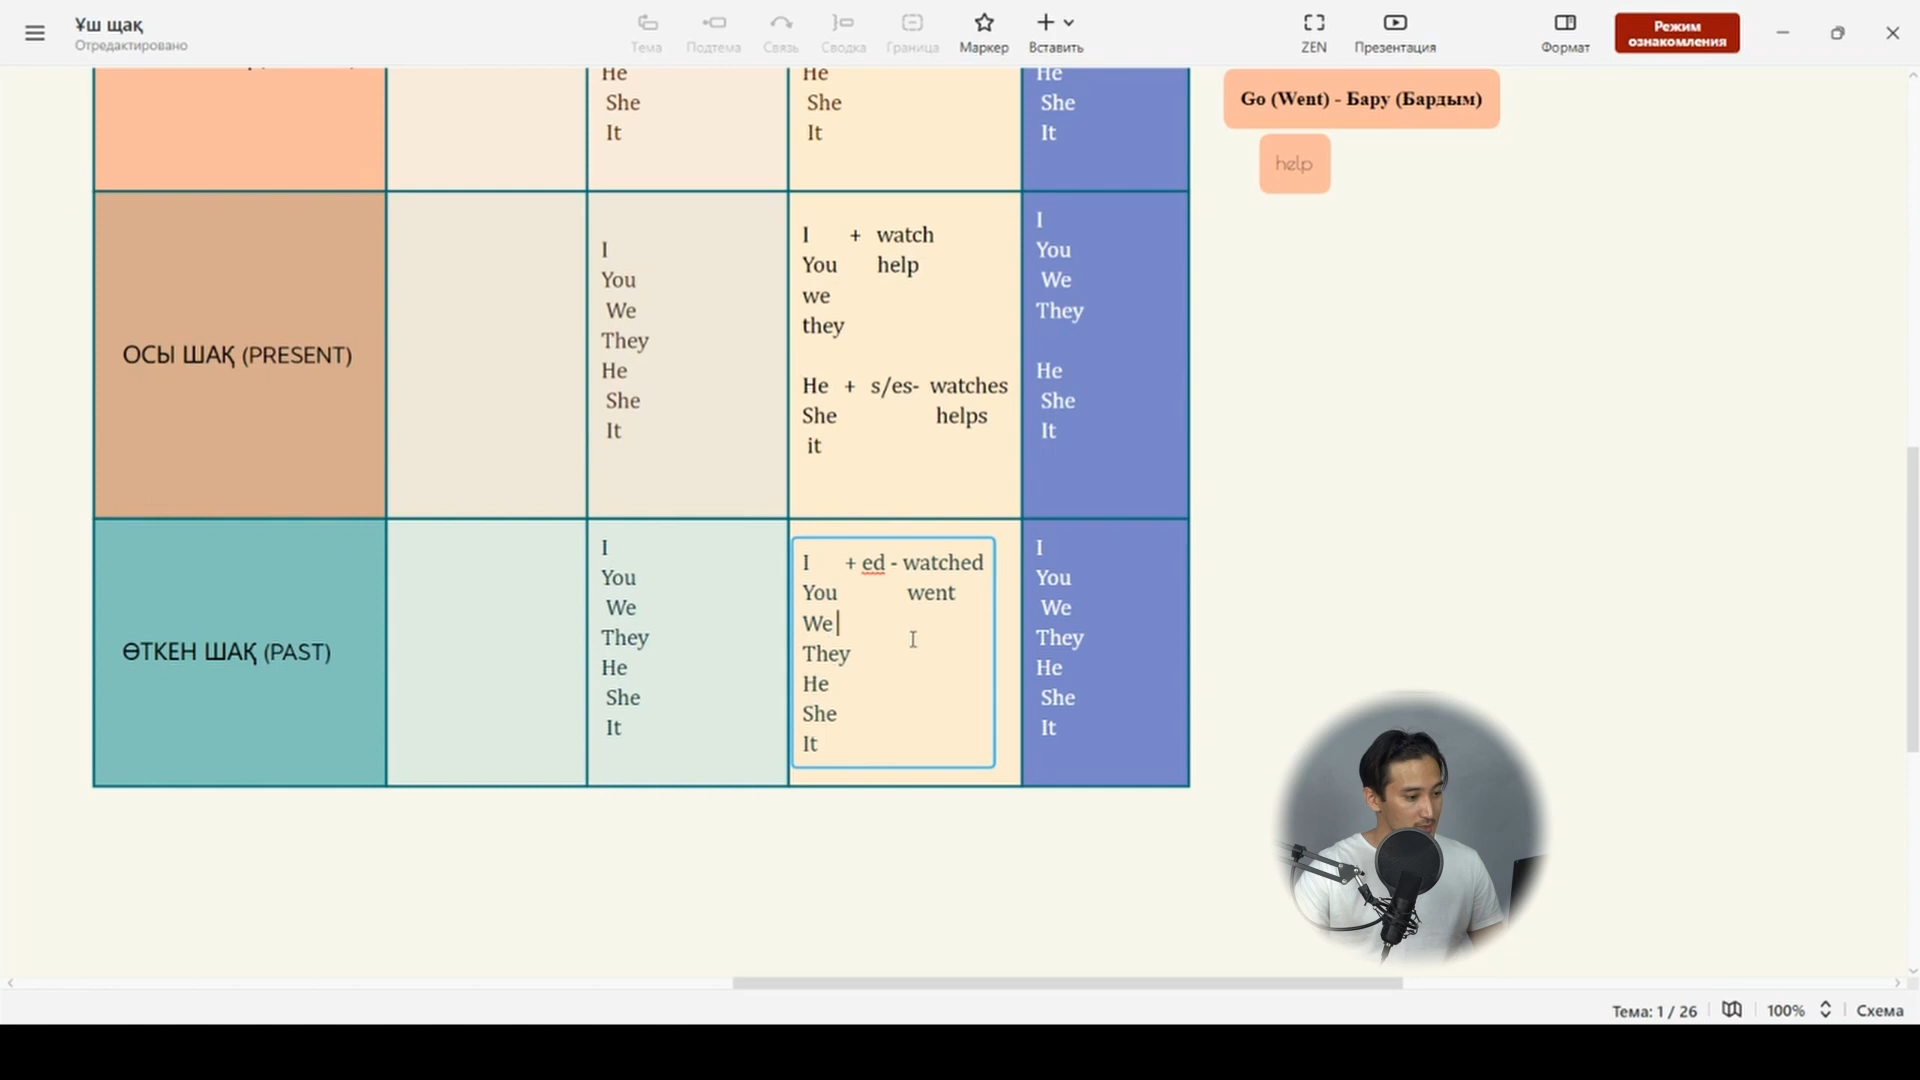 Ұш щақ
Отредактировано
Тема
Подтема
Связь
Сводка
Граница
Маркер
Вставить
ZEN
Презентация
Формат
Режим
ознакомления
He
She
It
He
She
It
He
She
It
Go (Went) - Бару (Бардым)
help
ОСЫ ШАҚ (PRESENT)
I
You
We
They
He
She
It
I + watch
You help
we
they
He + s/es- watches
She helps
it
I
You
We
They
He
She
It
ӨТКЕН ШАҚ (PAST)
I
You
We
They
He
She
It
I + ed - watched
You went
We
They
He
She
It
I
You
We
They
He
She
It
Тема: 1 / 26
100%
Схема